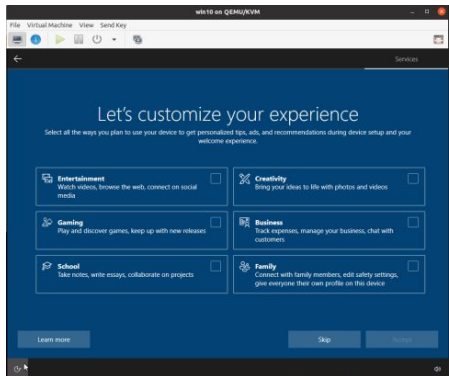 win10 on QEMU/KVM
File Virtual Machine View Send Key
Services
Let's customize your experience
Select all the ways you plan to use your device to get personalized tips, ads, and recommendations during device setup and your
welcome experience.
Entertainment
Watch videos, browse the web, connect on social
media
Creativity
Bring your ideas to life with photos and videos
Gaming
Play and discover games, keep up with new releases
Business
Track expenses, manage your business, chat with
customers
School
Take notes, write essays, collaborate on projects
Family
Connect with family members, edit safety settings,
give everyone their own profile on this device
Learn more
Skip
Accept